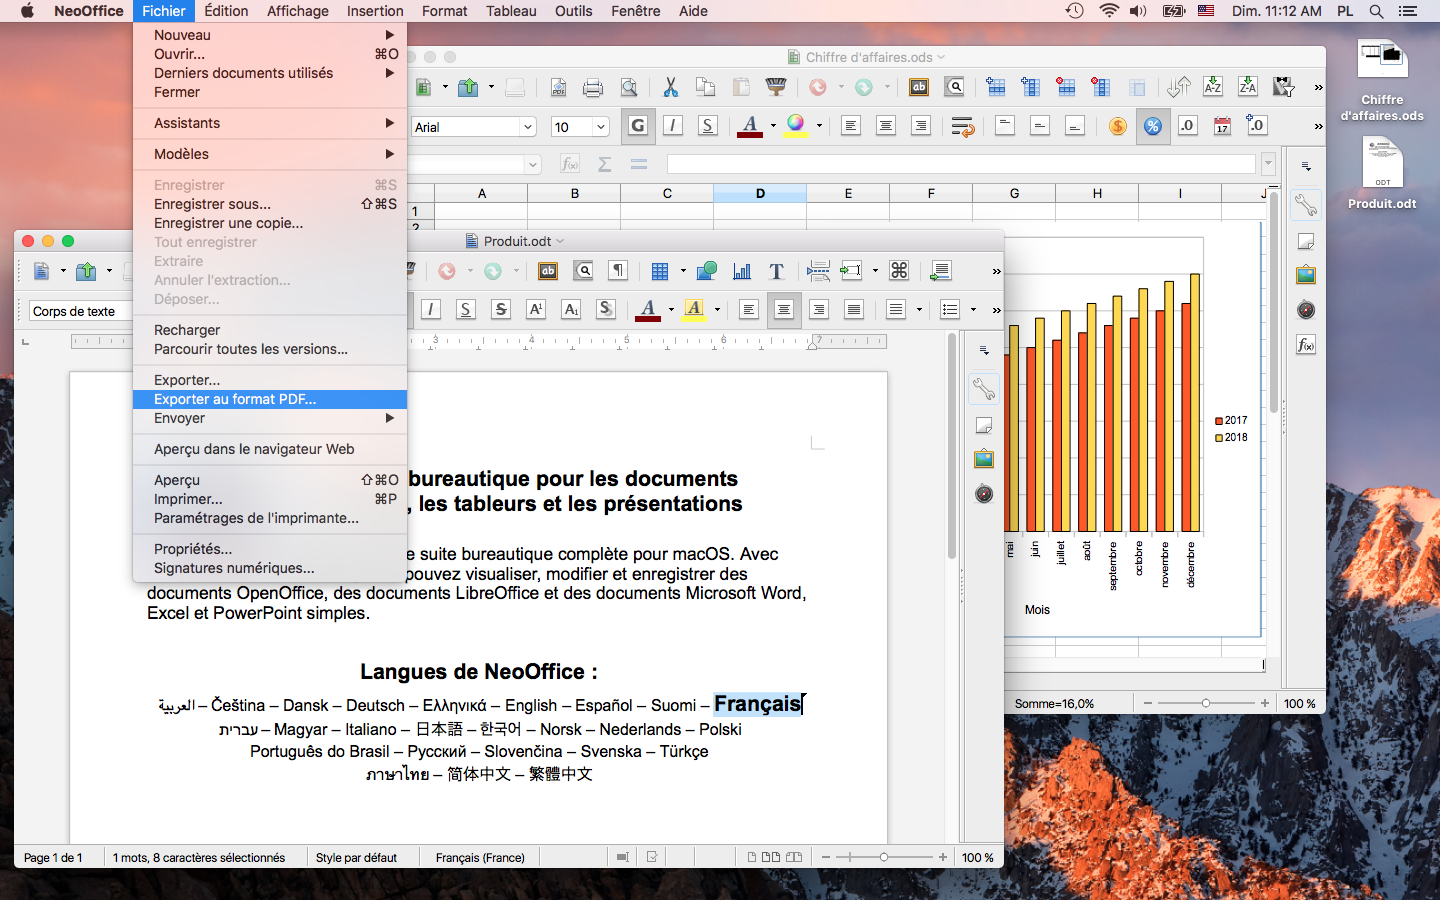 NeoOffice Fichier Édition Affichage Insertion Format Tableau Outils Fenêtre Aide Dim. 11:12 AM PL
Nouveau
Ouvrir... ⌘O
Derniers documents utilisés
Fermer
Assistants
Modèles
Enregistrer ⌘S
Enregistrer sous... ⇧⌘S
Enregistrer une copie...
Tout enregistrer
Extraire
Annuler l'extraction...
Déposer...
Recharger
Parcourir toutes les versions...
Exporter...
Exporter au format PDF...
Envoyer
Aperçu dans le navigateur Web
Aperçu ⇧⌘O
Imprimer... ⌘P
Paramétrages de l'imprimante...
Propriétés...
Signatures numériques...
Chiffre d'affaires.ods
Arial 10
A B C D E F G H I J
1
2
2017
2018
mai juin juillet août septembre octobre novembre décembre
Mois
Somme=16,0% 100 %
Chiffre
d'affaires.ods
ODT
Produit.odt
Produit.odt
Corps de texte
3 4 5 6 7
bureautique pour les documents
, les tableurs et les présentations
e suite bureautique complète pour macOS. Avec
pouvez visualiser, modifier et enregistrer des
documents OpenOffice, des documents LibreOffice et des documents Microsoft Word,
Excel et PowerPoint simples.
Langues de NeoOffice :
العربية – Čeština – Dansk – Deutsch – Ελληνικά – English – Español – Suomi – Français
עברית – Magyar – Italiano – 日本語 – 한국어 – Norsk – Nederlands – Polski
Português do Brasil – Русский – Slovenčina – Svenska – Türkçe
ภาษาไทย – 简体中文 – 繁體中文
Page 1 de 1 1 mots, 8 caractères sélectionnés Style par défaut Français (France) 100 %